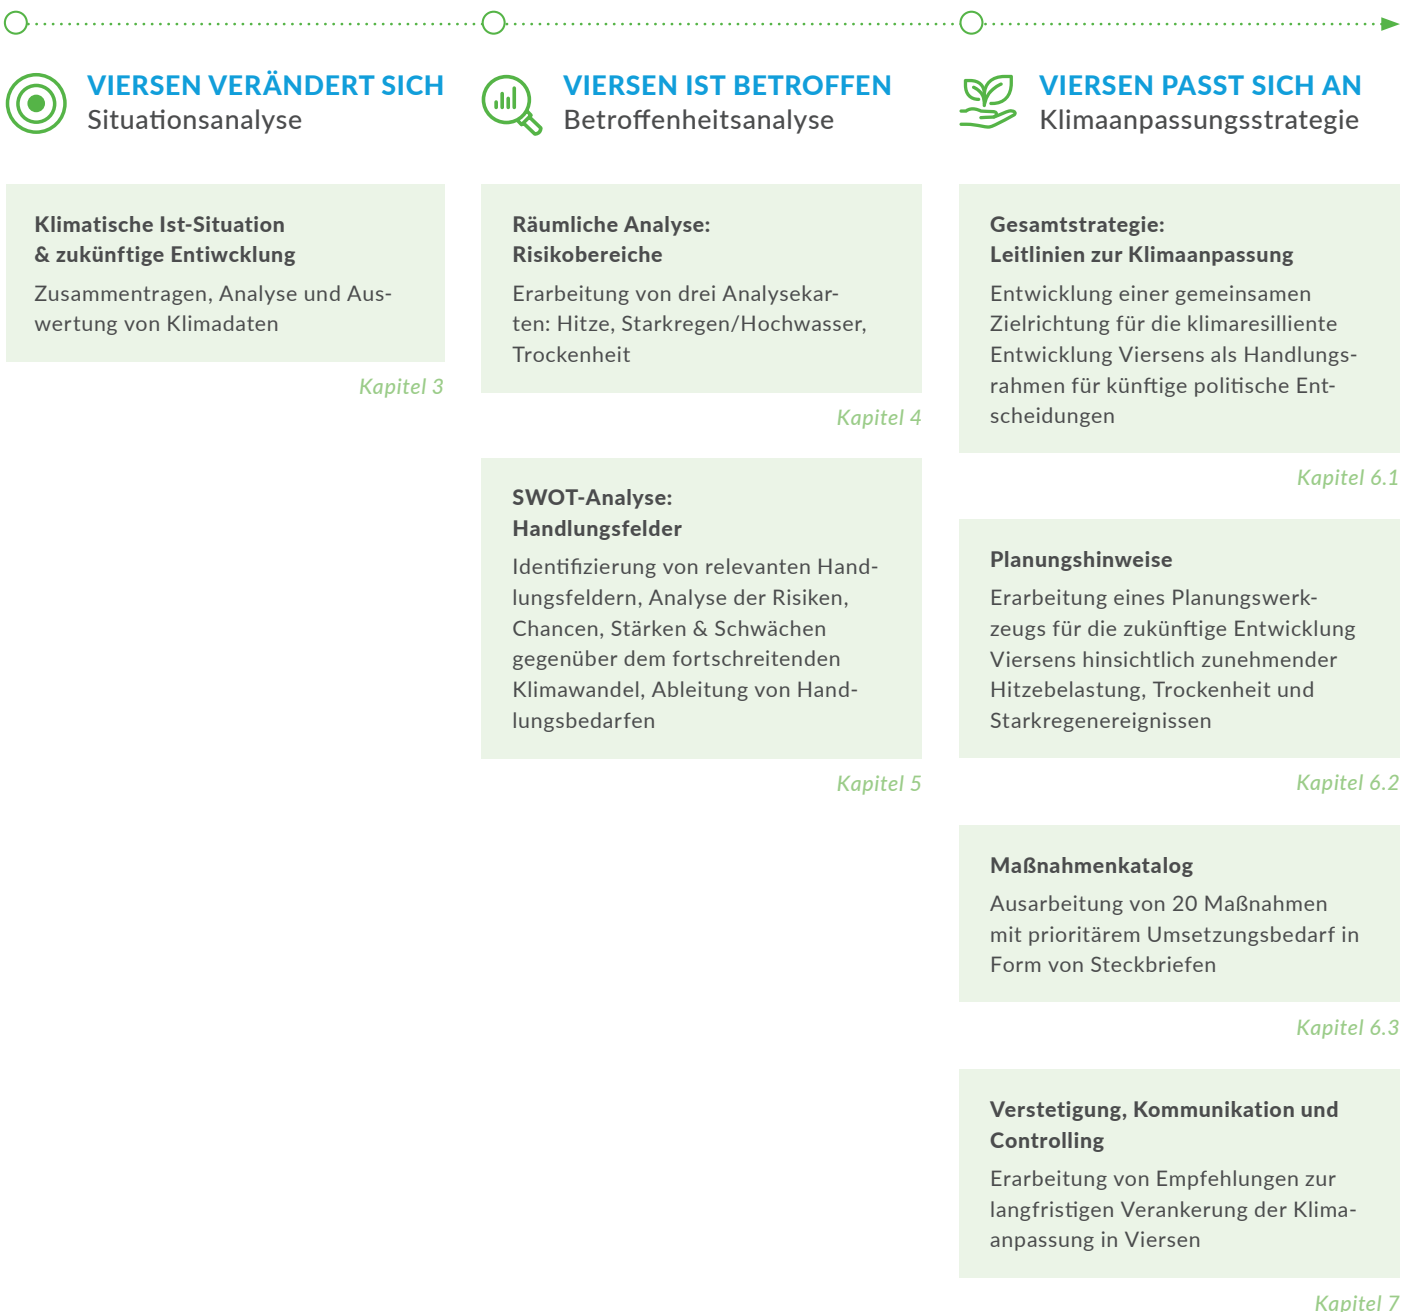 VIERSEN VERÄNDERT SICH
Situationsanalyse
Klimatische Ist-Situation
& zukünftige Entiwcklung
Zusammentragen, Analyse und Aus-
wertung von Klimadaten
Kapitel 3
VIERSEN IST BETROFFEN
Betroffenheitsanalyse
Räumliche Analyse:
Risikobereiche
Erarbeitung von drei Analysekar-
ten: Hitze, Starkregen/Hochwasser,
Trockenheit
Kapitel 4
SWOT-Analyse:
Handlungsfelder
Identifizierung von relevanten Hand-
lungsfeldern, Analyse der Risiken,
Chancen, Stärken & Schwächen
gegenüber dem fortschreitenden
Klimawandel, Ableitung von Hand-
lungsbedarfen
Kapitel 5
VIERSEN PASST SICH AN
Klimaanpassungsstrategie
Gesamtstrategie:
Leitlinien zur Klimaanpassung
Entwicklung einer gemeinsamen
Zielrichtung für die klimaresilliente
Entwicklung Viersens als Handlungs-
rahmen für künftige politische Ent-
scheidungen
Kapitel 6.1
Planungshinweise
Erarbeitung eines Planungswerk-
zeugs für die zukünftige Entwicklung
Viersens hinsichtlich zunehmender
Hitzebelastung, Trockenheit und
Starkregenereignissen
Kapitel 6.2
Maßnahmenkatalog
Ausarbeitung von 20 Maßnahmen
mit prioritärem Umsetzungsbedarf in
Form von Steckbriefen
Kapitel 6.3
Verstetigung, Kommunikation und
Controlling
Erarbeitung von Empfehlungen zur
langfristigen Verankerung der Klima-
anpassung in Viersen
Kapitel 7